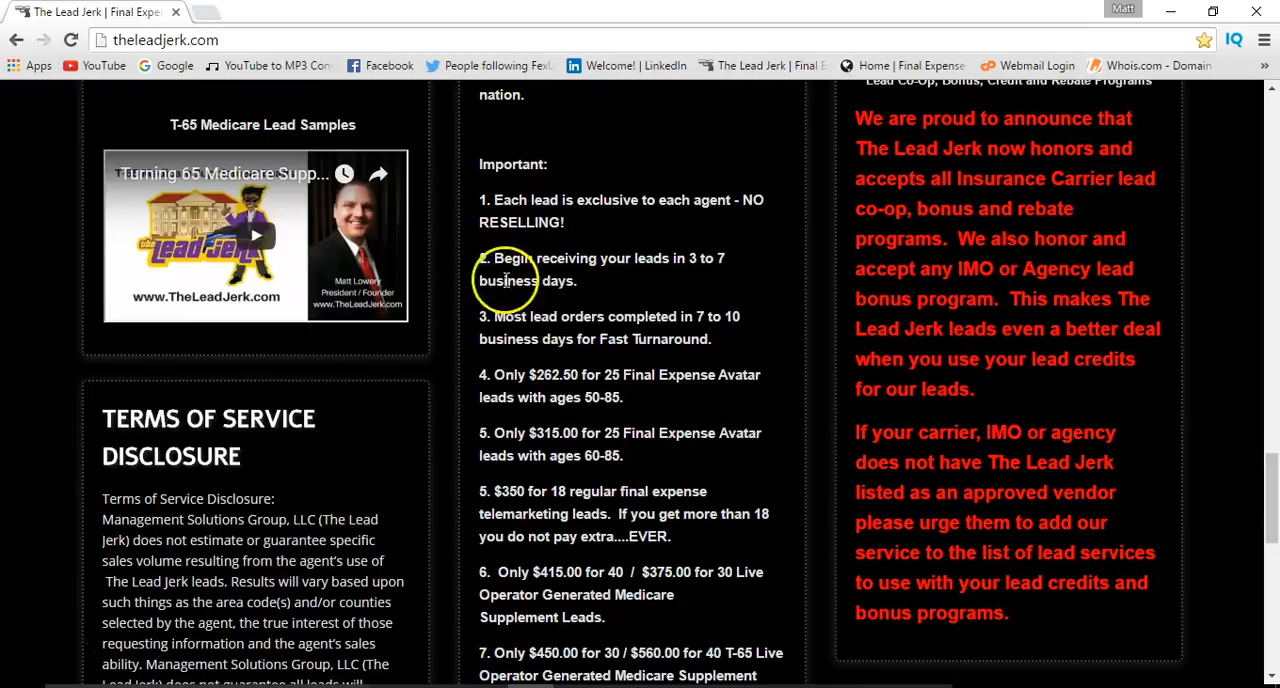 The Lead Jerk | Final Expe
Matt
theleadjerk.com
IQ
Apps
YouTube
Google
YouTube to MP3 Con
Facebook
People following FexL
Welcome! | LinkedIn
The Lead Jerk | Final E
Home | Final Expense
Webmail Login
Whois.com - Domain
»
T-65 Medicare Lead Samples
Turning 65 Medicare Supp...
the Lead Jerk
www.TheLeadJerk.com
Matt Lowery
President / Founder
www.TheLeadJerk.com
TERMS OF SERVICE
DISCLOSURE
Terms of Service Disclosure:
Management Solutions Group, LLC (The Lead
Jerk) does not estimate or guarantee specific
sales volume resulting from the agent's use of
The Lead Jerk leads. Results will vary based upon
such things as the area code(s) and/or counties
selected by the agent, the true interest of those
requesting information and the agent's sales
ability. Management Solutions Group, LLC (The
Lead Jerk) does not guarantee all leads will
nation.
Important:
1. Each lead is exclusive to each agent - NO
RESELLING!
2. Begin receiving your leads in 3 to 7
business days.
3. Most lead orders completed in 7 to 10
business days for Fast Turnaround.
4. Only $262.50 for 25 Final Expense Avatar
leads with ages 50-85.
5. Only $315.00 for 25 Final Expense Avatar
leads with ages 60-85.
5. $350 for 18 regular final expense
telemarketing leads.  If you get more than 18
you do not pay extra....EVER.
6.  Only $415.00 for 40  /  $375.00 for 30 Live
Operator Generated Medicare
Supplement Leads.
7. Only $450.00 for 30 / $560.00 for 40 T-65 Live
Operator Generated Medicare Supplement
Lead Co-Op, Bonus, Credit and Rebate Programs
We are proud to announce that
The Lead Jerk now honors and
accepts all Insurance Carrier lead
co-op, bonus and rebate
programs.  We also honor and
accept any IMO or Agency lead
bonus program.  This makes The
Lead Jerk leads even a better deal
when you use your lead credits
for our leads.
If your carrier, IMO or agency
does not have The Lead Jerk
listed as an approved vendor
please urge them to add our
service to the list of lead services
to use with your lead credits and
bonus programs.